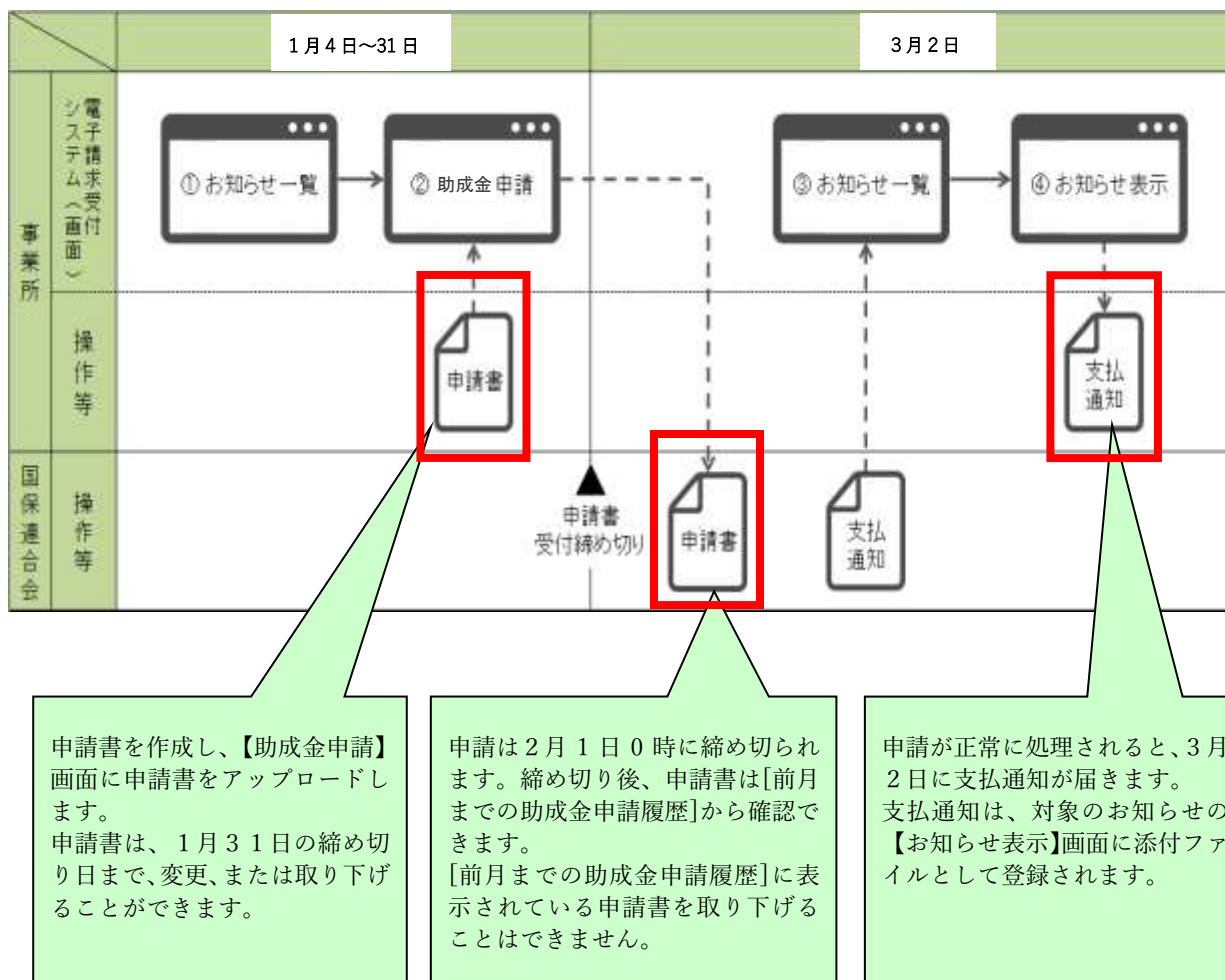 1月4日～31日
3月2日
事業所
電子請求受付
システム（画面）
① お知らせ一覧
② 助成金申請
③ お知らせ一覧
④ お知らせ表示
操作等
申請書
支払
通知
国保連合会
操作等
申請書
受付締め切り
申請書
支払
通知
申請書を作成し、【助成金申請】
画面に申請書をアップロードし
ます。
申請書は、１月３１日の締め切
り日まで、変更、または取り下げ
ることができます。
申請は２月１日０時に締め切られ
ます。締め切り後、申請書は[前月
までの助成金申請履歴]から確認で
きます。
[前月までの助成金申請履歴]に表
示されている申請書を取り下げる
ことはできません。
申請が正常に処理されると、３月
２日に支払通知が届きます。
支払通知は、対象のお知らせの
【お知らせ表示】画面に添付ファ
イルとして登録されます。